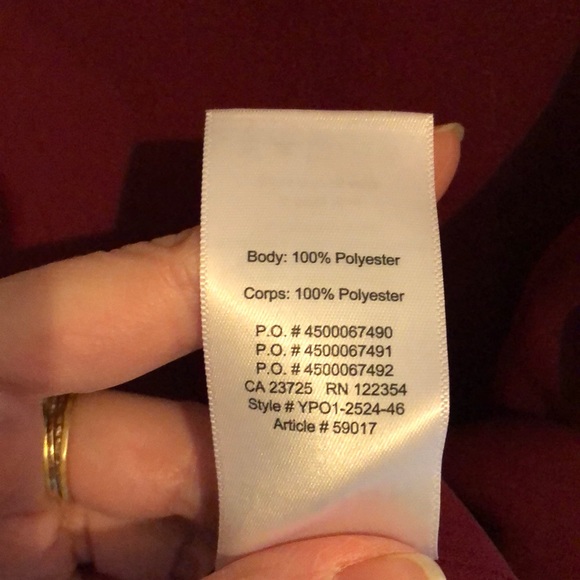 Body: 100% Polyester
Corps: 100% Polyester
P.O. # 4500067490
P.O. # 4500067491
P.O. # 4500067492
CA 23725 RN 122354
Style # YPO1-2524-46
Article # 59017